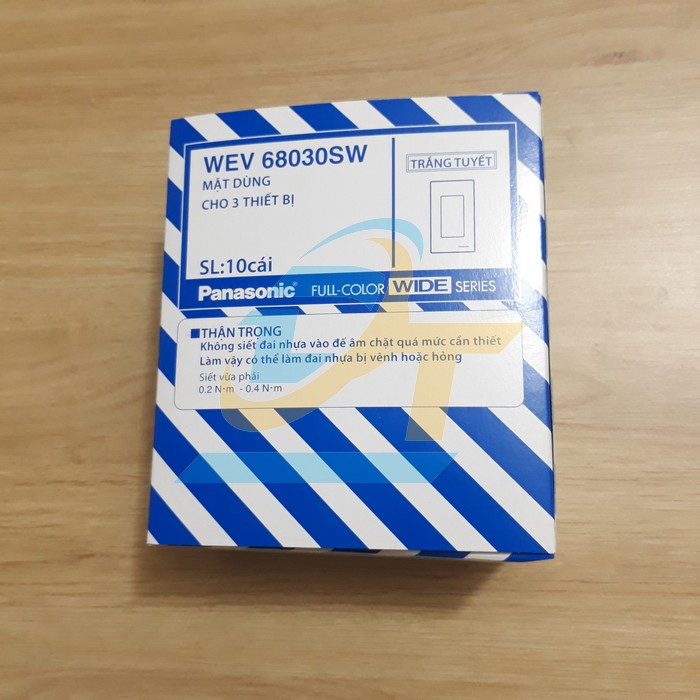 WEV 68030SW
MẶT DÙNG
CHO 3 THIẾT BỊ
SL:10cái
TRẮNG TUYẾT
Panasonic FULL-COLOR WIDE SERIES
■THẬN TRỌNG
Không siết đai nhựa vào đế âm chặt quá mức cần thiết
Làm vậy có thể làm đai nhựa bị vênh hoặc hỏng
Siết vừa phải
0.2 N·m - 0.4 N·m